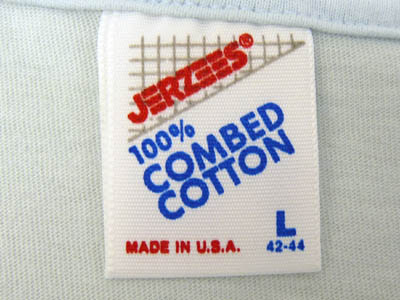 JERZEES®
100%
COMBED
COTTON
L
MADE IN U.S.A. 42-44